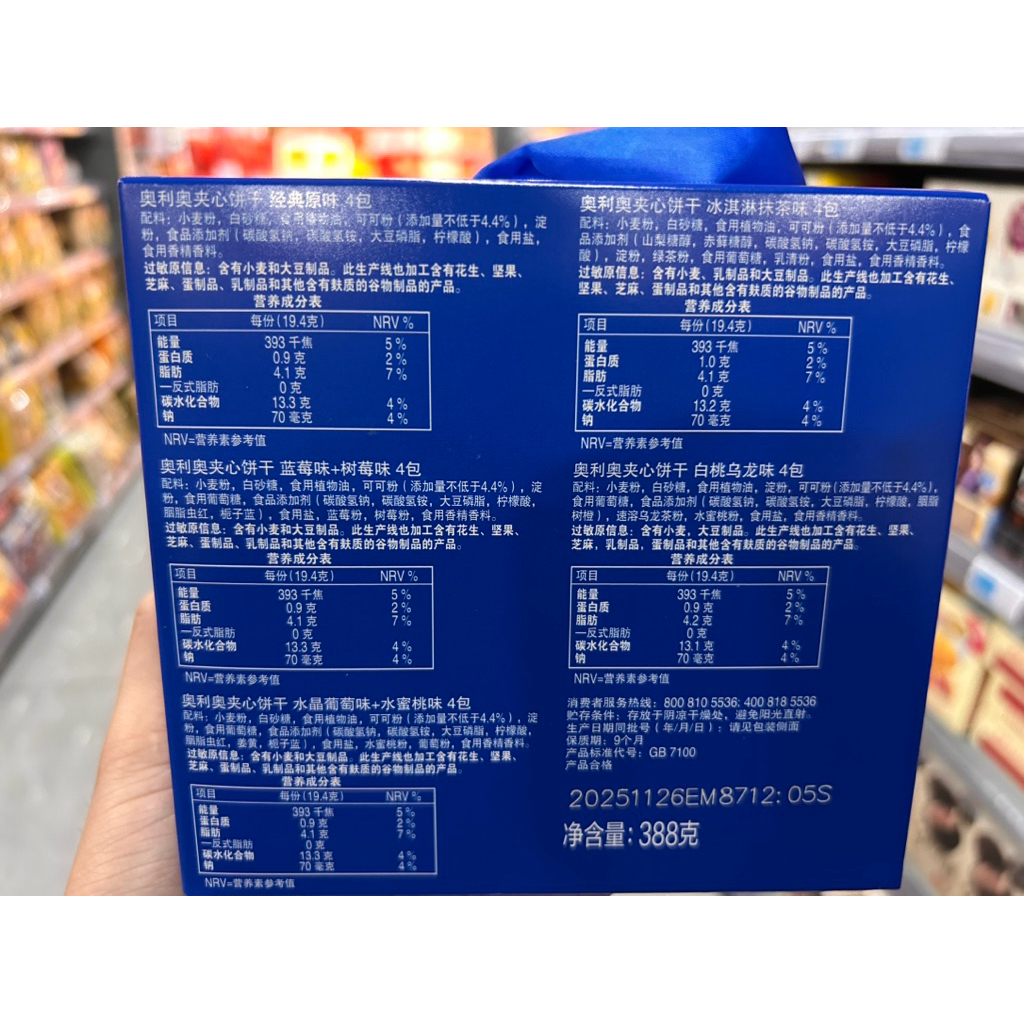 奥利奥夹心饼干 经典原味 4包
配料：小麦粉，白砂糖，食用植物油，可可粉（添加量不低于4.4%），淀
粉，食品添加剂（碳酸氢钠，碳酸氢铵，大豆磷脂，柠檬酸），食用盐，
食用香精香料。
过敏原信息：含有小麦和大豆制品。此生产线也加工含有花生、坚果、
芝麻、蛋制品、乳制品和其他含有麸质的谷物制品的产品。
营养成分表
项目 每份(19.4克) NRV %
能量 393 千焦 5%
蛋白质 0.9 克 2%
脂肪 4.1 克 7%
—反式脂肪 0 克
碳水化合物 13.3 克 4%
钠 70 毫克 4%
NRV=营养素参考值
奥利奥夹心饼干 蓝莓味+树莓味 4包
配料：小麦粉，白砂糖，食用植物油，可可粉（添加量不低于4.4%），淀
粉，食用葡萄糖，食品添加剂（碳酸氢钠，碳酸氢铵，大豆磷脂，柠檬酸，
胭脂虫红，栀子蓝），食用盐，蓝莓粉，树莓粉，食用香精香料。
过敏原信息：含有小麦和大豆制品。此生产线也加工含有花生、坚果、
芝麻、蛋制品、乳制品和其他含有麸质的谷物制品的产品。
营养成分表
项目 每份(19.4克) NRV %
能量 393 千焦 5%
蛋白质 0.9 克 2%
脂肪 4.1 克 7%
—反式脂肪 0 克
碳水化合物 13.3 克 4%
钠 70 毫克 4%
NRV=营养素参考值
奥利奥夹心饼干 水晶葡萄味+水蜜桃味 4包
配料：小麦粉，白砂糖，食用植物油，可可粉（添加量不低于4.4%），淀
粉，食用葡萄糖，食品添加剂（碳酸氢钠，碳酸氢铵，大豆磷脂，柠檬酸，
胭脂虫红，姜黄，栀子蓝），食用盐，水蜜桃粉，葡萄粉，食用香精香料。
过敏原信息：含有小麦和大豆制品。此生产线也加工含有花生、坚果、
芝麻、蛋制品、乳制品和其他含有麸质的谷物制品的产品。
营养成分表
项目 每份(19.4克) NRV %
能量 393 千焦 5%
蛋白质 0.9 克 2%
脂肪 4.1 克 7%
—反式脂肪 0 克
碳水化合物 13.3 克 4%
钠 70 毫克 4%
NRV=营养素参考值
奥利奥夹心饼干 冰淇淋抹茶味 4包
配料：小麦粉，白砂糖，食用植物油，可可粉（添加量不低于4.4%），食
品添加剂（山梨糖醇，赤藓糖醇，碳酸氢钠，碳酸氢铵，大豆磷脂，柠檬
酸），淀粉，绿茶粉，食用葡萄糖，乳清粉，食用盐，食用香精香料。
过敏原信息：含有小麦、乳制品和大豆制品。此生产线也加工含有花生、
坚果、芝麻、蛋制品和其他含有麸质的谷物制品的产品。
营养成分表
项目 每份(19.4克) NRV %
能量 393 千焦 5%
蛋白质 1.0 克 2%
脂肪 4.1 克 7%
—反式脂肪 0 克
碳水化合物 13.2 克 4%
钠 70 毫克 4%
NRV=营养素参考值
奥利奥夹心饼干 白桃乌龙味 4包
配料：小麦粉，白砂糖，食用植物油，淀粉，可可粉（添加量不低于4.4%），
食用葡萄糖，食品添加剂（碳酸氢钠，碳酸氢铵，大豆磷脂，柠檬酸，胭脂
树橙），速溶乌龙茶粉，水蜜桃粉，食用盐，食用香精香料。
过敏原信息：含有小麦，大豆制品。此生产线也加工含有花生、坚果、
芝麻，乳制品，蛋制品和其他含有麸质的谷物制品的产品。
营养成分表
项目 每份(19.4克) NRV %
能量 393 千焦 5%
蛋白质 0.9 克 2%
脂肪 4.2 克 7%
—反式脂肪 0 克
碳水化合物 13.1 克 4%
钠 70 毫克 4%
NRV=营养素参考值
消费者服务热线：800 810 5536; 400 818 5536
贮存条件：存放于阴凉干燥处，避免阳光直射。
生产日期同批号（年/月/日）：请见包装侧面
保质期：9个月
产品标准代号：GB 7100
产品合格
20251126EM8712: 05S
净含量：388克